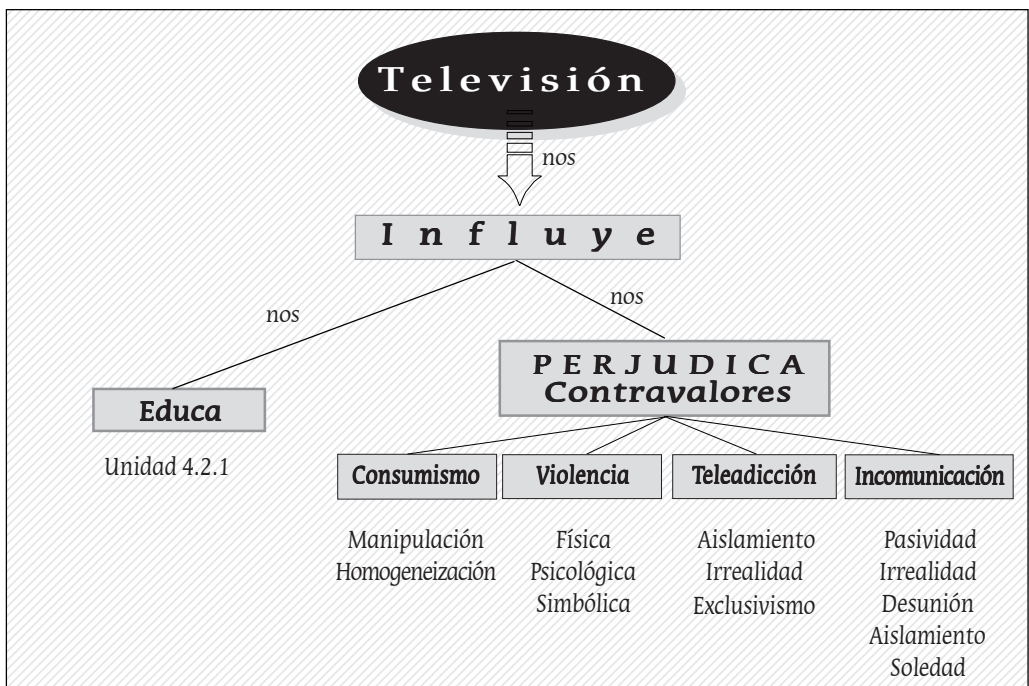 Televisión
nos
Influye
nos
nos
Educa
Unidad 4.2.1
PERJUDICA
Contravalores
Consumismo
Manipulación
Homogeneización
Violencia
Física
Psicológica
Simbólica
Teleadicción
Aislamiento
Irrealidad
Exclusivismo
Incomunicación
Pasividad
Irrealidad
Desunión
Aislamiento
Soledad